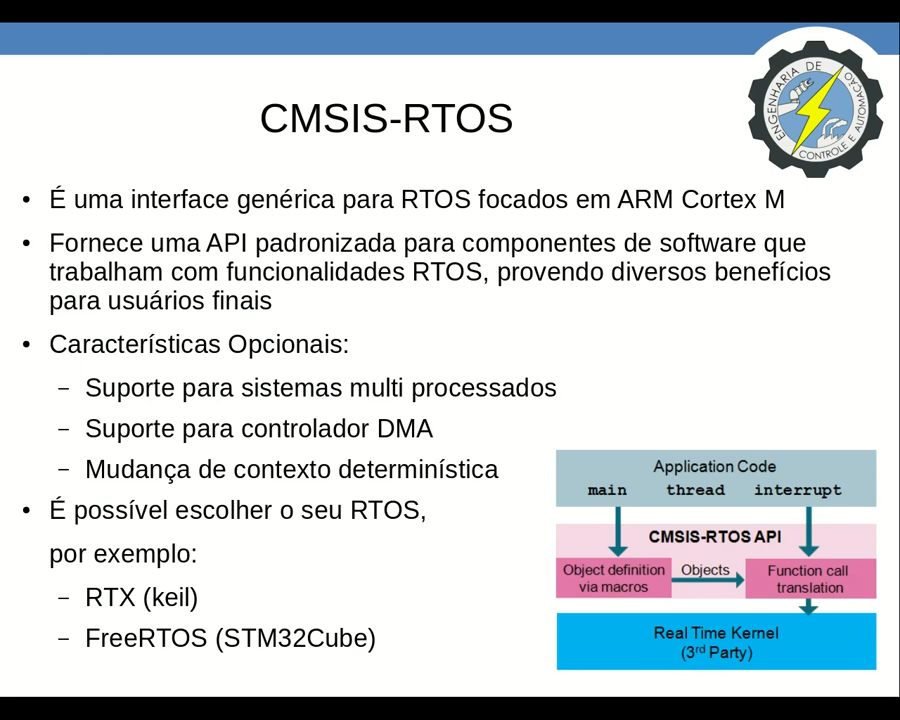 ENGENHARIA DE
CONTROLE E AUTOMAÇÃO
CMSIS-RTOS
• É uma interface genérica para RTOS focados em ARM Cortex M
• Fornece uma API padronizada para componentes de software que
trabalham com funcionalidades RTOS, provendo diversos benefícios
para usuários finais
• Características Opcionais:
– Suporte para sistemas multi processados
– Suporte para controlador DMA
– Mudança de contexto determinística
• É possível escolher o seu RTOS,
por exemplo:
– RTX (keil)
– FreeRTOS (STM32Cube)
Application Code
main thread interrupt
CMSIS-RTOS API
Object definition
via macros
Objects
Function call
translation
Real Time Kernel
(3rd Party)